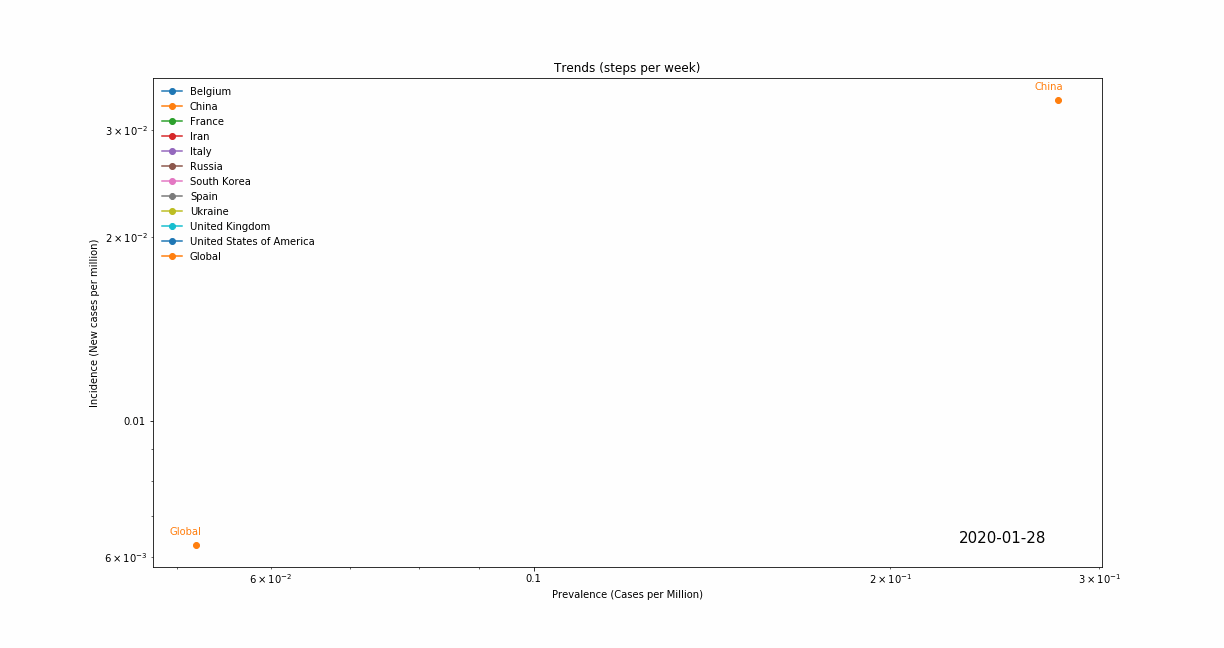 Trends (steps per week)
China
Belgium
China
France
Iran
Italy
Russia
South Korea
Spain
Ukraine
United Kingdom
United States of America
Global
3 × 10⁻²
2 × 10⁻²
0.01
6 × 10⁻³
Incidence (New cases per million)
Global
2020-01-28
6 × 10⁻² 0.1 2 × 10⁻¹ 3 × 10⁻¹
Prevalence (Cases per Million)